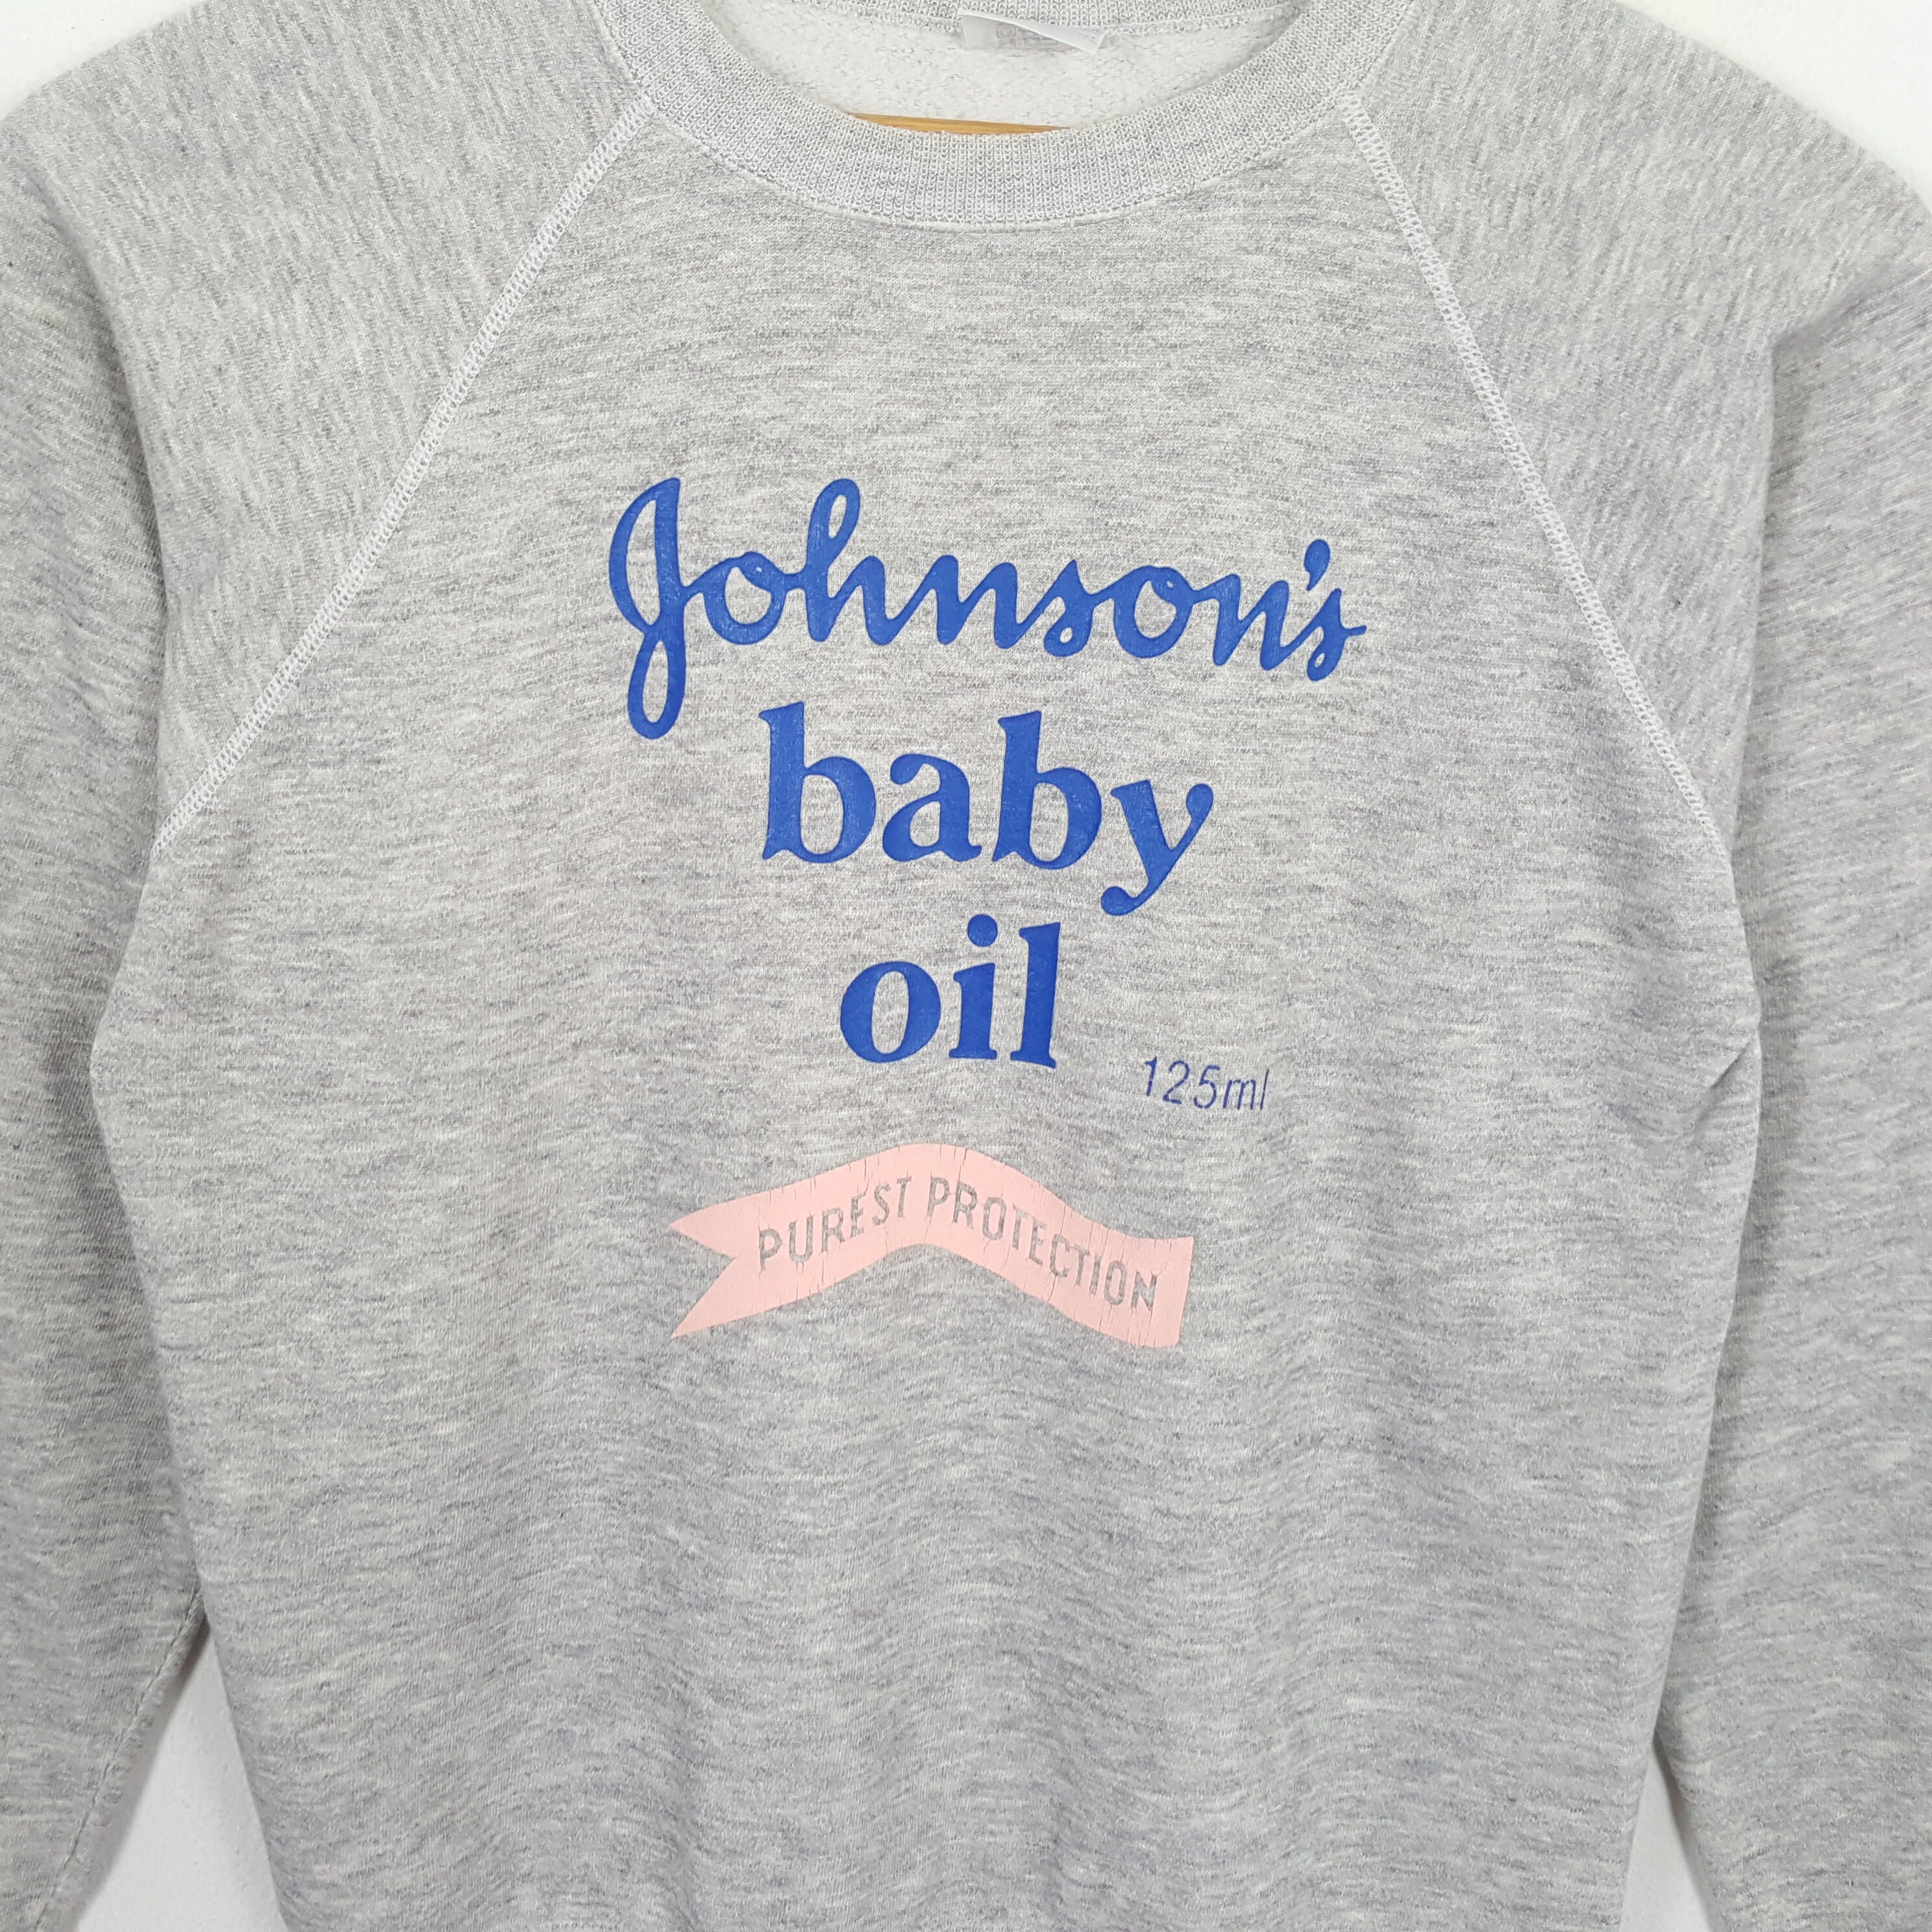 Johnson's
baby
oil
125ml
PUREST PROTECTION